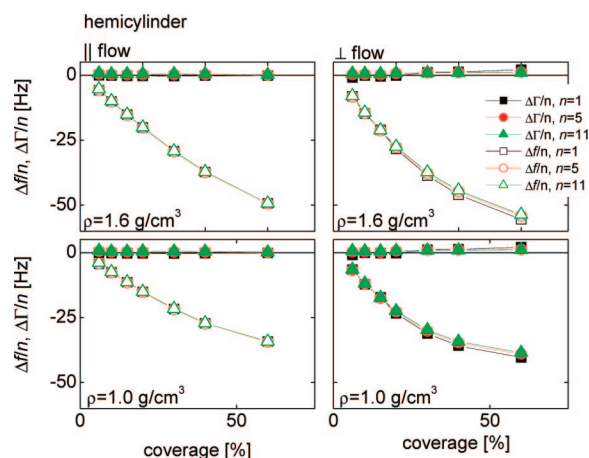 hemicylinder
|| flow
⊥ flow
Δf/n, ΔΓ/n [Hz]
0
-25
-50
ρ=1.6 g/cm³
ρ=1.6 g/cm³
ΔΓ/n, n=1
ΔΓ/n, n=5
ΔΓ/n, n=11
Δf/n, n=1
Δf/n, n=5
Δf/n, n=11
Δf/n, ΔΓ/n [Hz]
0
-25
-50
ρ=1.0 g/cm³
ρ=1.0 g/cm³
0
50
0
50
coverage [%]
coverage [%]